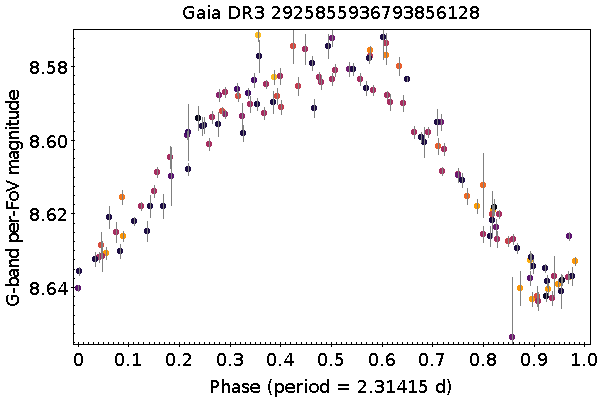 Gaia DR3 2925855936793856128
8.58
8.60
8.62
8.64
G-band per-FoV magnitude
0 0.1 0.2 0.3 0.4 0.5 0.6 0.7 0.8 0.9 1.0
Phase (period = 2.31415 d)